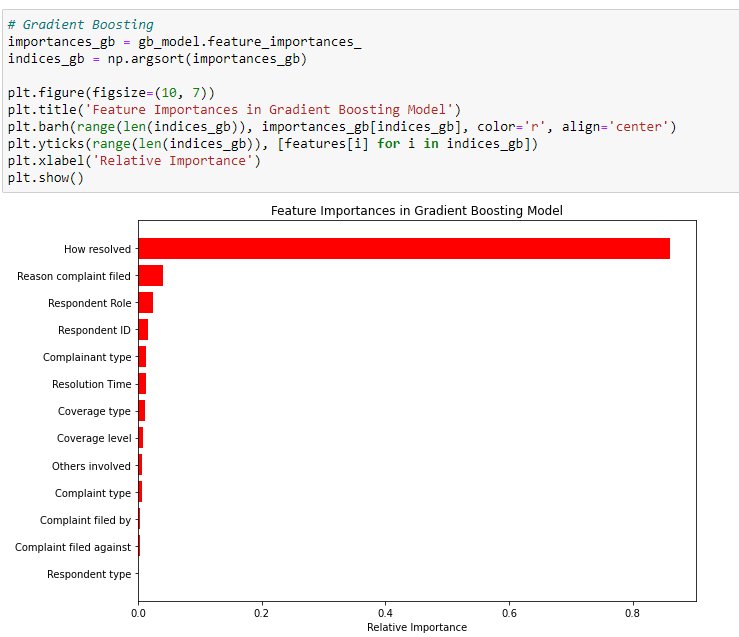 # Gradient Boosting
importances_gb = gb_model.feature_importances_
indices_gb = np.argsort(importances_gb)
plt.figure(figsize=(10, 7))
plt.title('Feature Importances in Gradient Boosting Model')
plt.barh(range(len(indices_gb)), importances_gb[indices_gb], color='r', align='center')
plt.yticks(range(len(indices_gb)), [features[i] for i in indices_gb])
plt.xlabel('Relative Importance')
plt.show()
Feature Importances in Gradient Boosting Model
How resolved
Reason complaint filed
Respondent Role
Respondent ID
Complainant type
Resolution Time
Coverage type
Coverage level
Others involved
Complaint type
Complaint filed by
Complaint filed against
Respondent type
0.0 0.2 0.4 0.6 0.8
Relative Importance